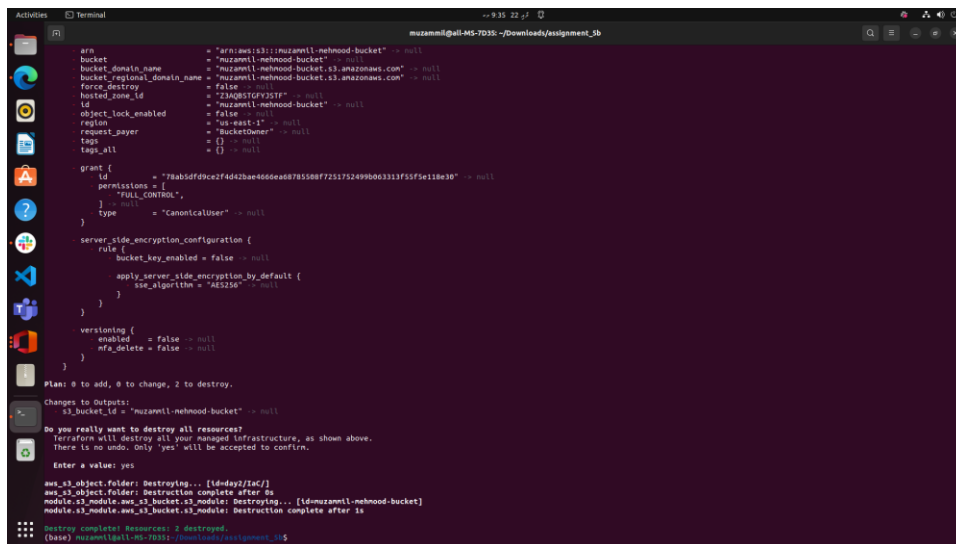 Activities
Terminal
9:35 22
muzammil@all-MS-7D35: ~/Downloads/assignment_5b
- arn = "arn:aws:s3:::muzammil-mehmood-bucket" -> null
- bucket = "muzammil-mehmood-bucket" -> null
- bucket_domain_name = "muzammil-mehmood-bucket.s3.amazonaws.com" -> null
- bucket_regional_domain_name = "muzammil-mehmood-bucket.s3.amazonaws.com" -> null
- force_destroy = false -> null
- hosted_zone_id = "Z3AQBSTGFYJSTF" -> null
- id = "muzammil-mehmood-bucket" -> null
- object_lock_enabled = false -> null
- region = "us-east-1" -> null
- request_payer = "BucketOwner" -> null
- tags = {} -> null
- tags_all = {} -> null
- grant {
- id = "78ab5dfd9ce2f4d42bae4666ea68785508f7251752499b063313f55f5e118e30" -> null
- permissions = [
- "FULL_CONTROL",
] -> null
- type = "CanonicalUser" -> null
}
- server_side_encryption_configuration {
- rule {
- bucket_key_enabled = false -> null
- apply_server_side_encryption_by_default {
- sse_algorithm = "AES256" -> null
}
}
}
- versioning {
- enabled = false -> null
- mfa_delete = false -> null
}
}
Plan: 0 to add, 0 to change, 2 to destroy.
Changes to Outputs:
- s3_bucket_id = "muzammil-mehmood-bucket" -> null
Do you really want to destroy all resources?
Terraform will destroy all your managed infrastructure, as shown above.
There is no undo. Only 'yes' will be accepted to confirm.
Enter a value: yes
aws_s3_object.folder: Destroying... [id=day2/IaC/]
aws_s3_object.folder: Destruction complete after 0s
module.s3_module.aws_s3_bucket.s3_module: Destroying... [id=muzammil-mehmood-bucket]
module.s3_module.aws_s3_bucket.s3_module: Destruction complete after 1s
Destroy complete! Resources: 2 destroyed.
(base) muzammil@all-MS-7D35:~/Downloads/assignment_5b$